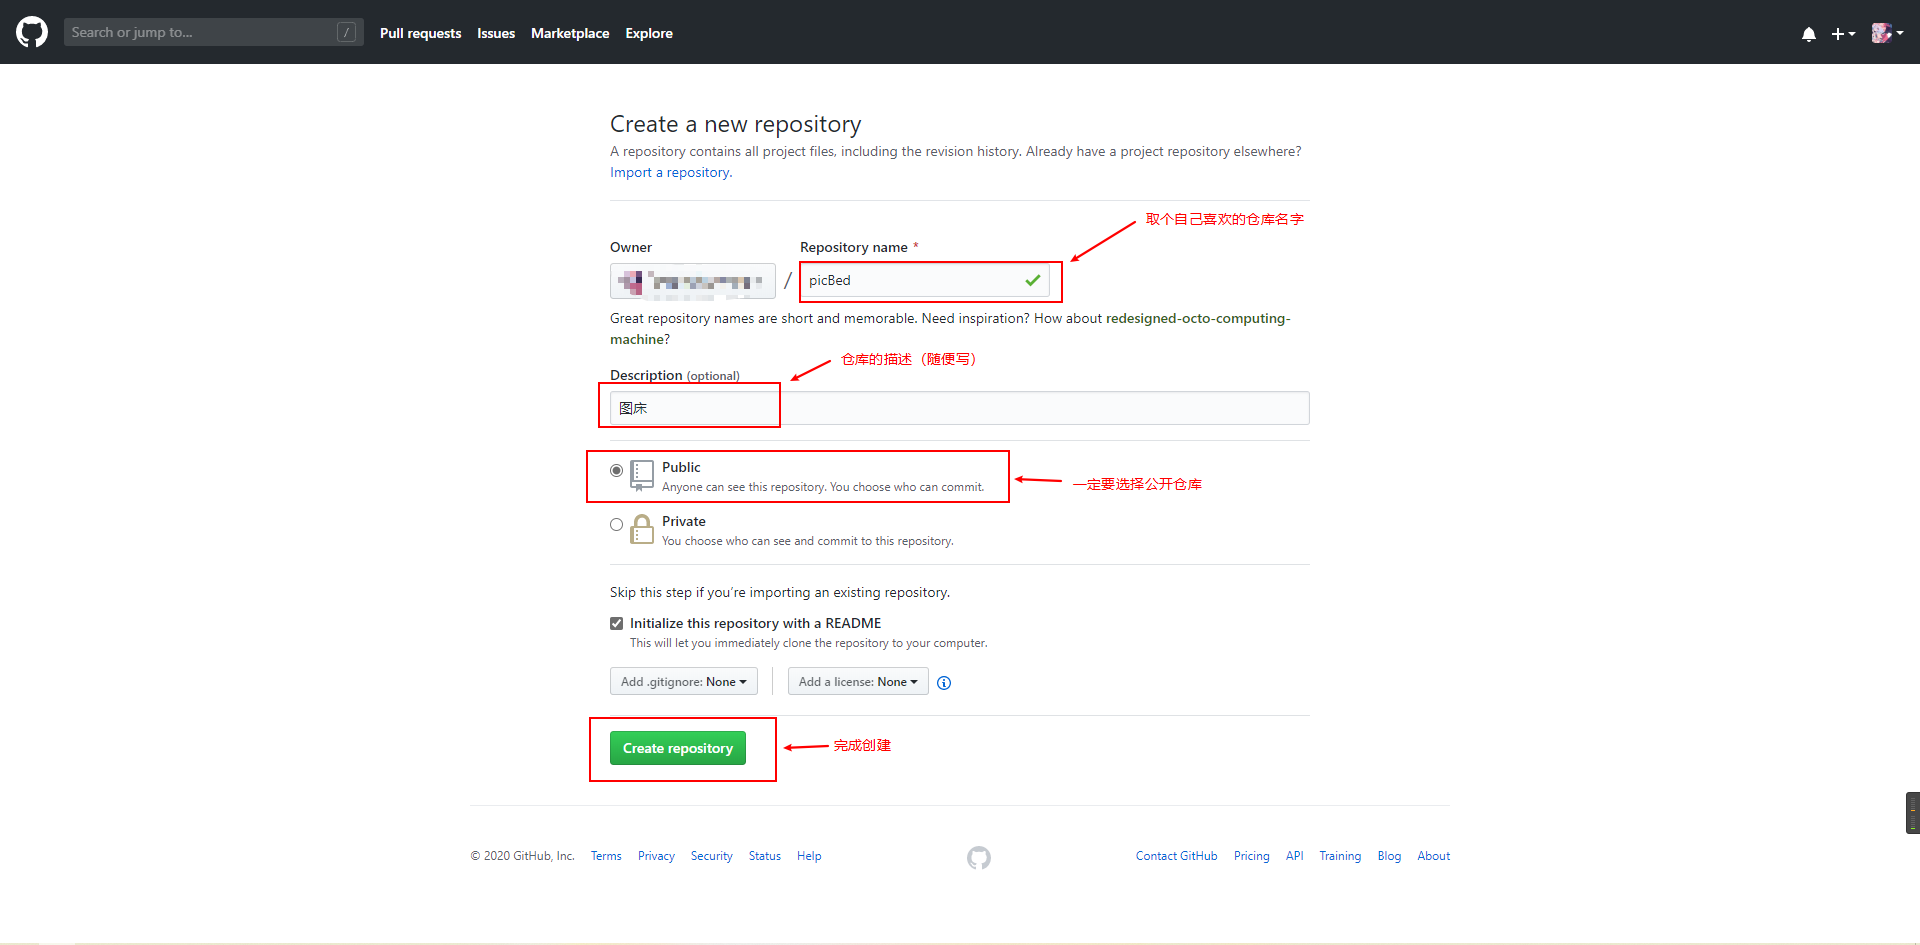 Search or jump to...
/
Pull requests
Issues
Marketplace
Explore
Create a new repository
A repository contains all project files, including the revision history. Already have a project repository elsewhere?
Import a repository.
取个自己喜欢的仓库名字
Owner
Repository name *
/
picBed
Great repository names are short and memorable. Need inspiration? How about redesigned-octo-computing-
machine?
仓库的描述（随便写）
Description (optional)
图床
Public
Anyone can see this repository. You choose who can commit.
一定要选择公开仓库
Private
You choose who can see and commit to this repository.
Skip this step if you're importing an existing repository.
Initialize this repository with a README
This will let you immediately clone the repository to your computer.
Add .gitignore: None
Add a license: None
Create repository
完成创建
© 2020 GitHub, Inc.
Terms
Privacy
Security
Status
Help
Contact GitHub
Pricing
API
Training
Blog
About